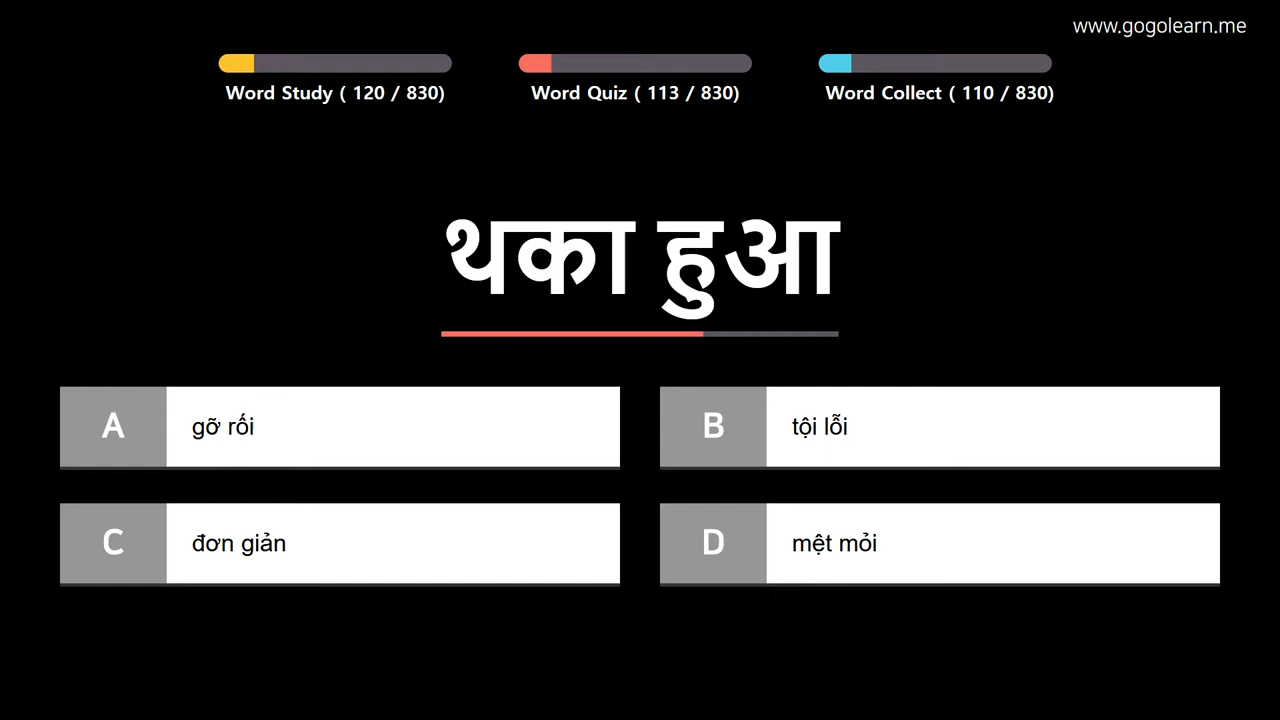 www.gogolearn.me
Word Study ( 120 / 830)
Word Quiz ( 113 / 830)
Word Collect ( 110 / 830)
थका हुआ
A
gỡ rối
B
tội lỗi
C
đơn giản
D
mệt mỏi